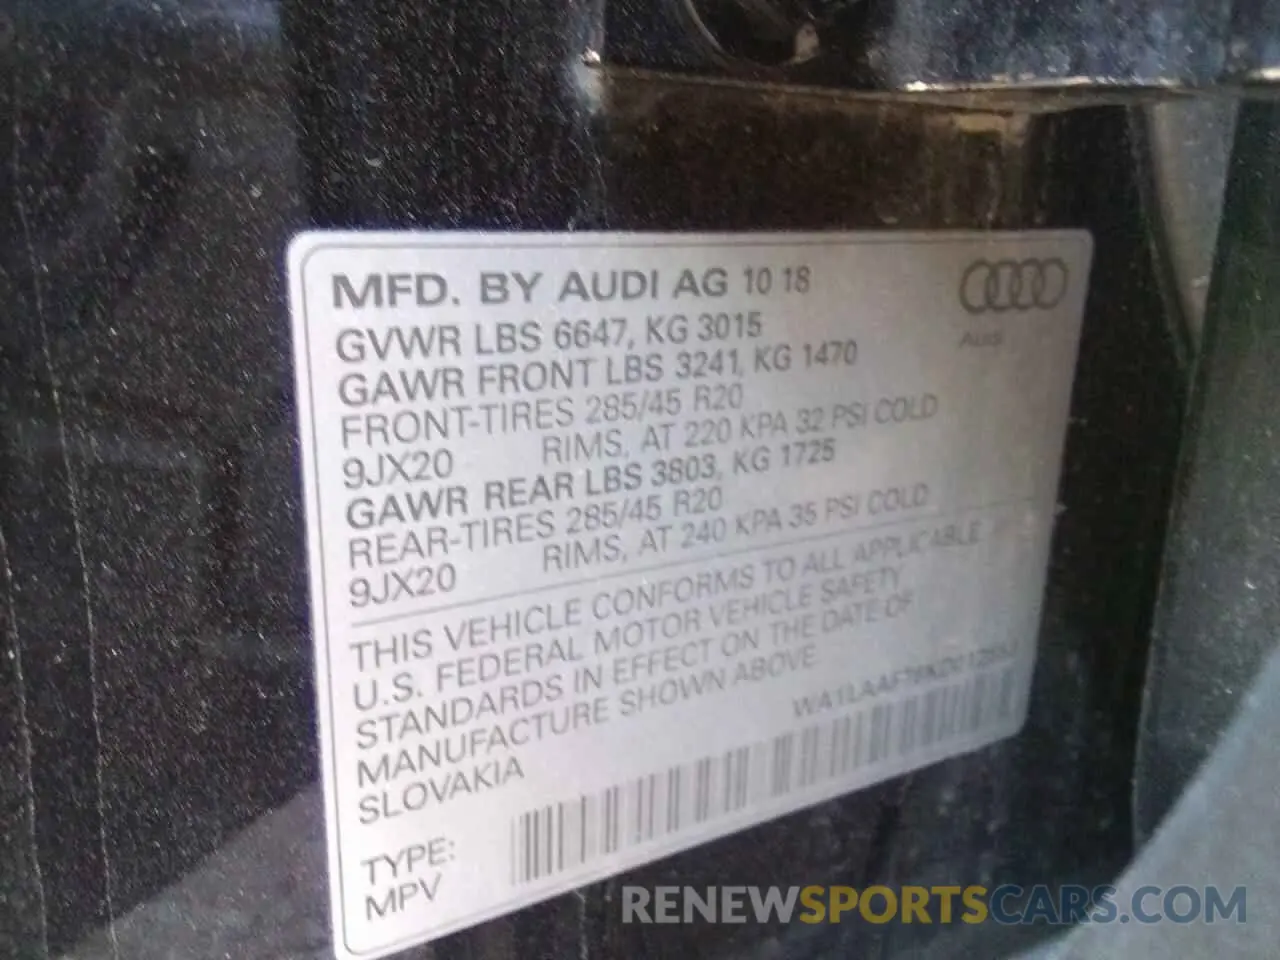 MFD. BY AUDI AG 10 18
Audi
GVWR LBS 6647, KG 3015
GAWR FRONT LBS 3241, KG 1470
FRONT-TIRES 285/45 R20
9JX20 RIMS, AT 220 KPA 32 PSI COLD
GAWR REAR LBS 3803, KG 1725
REAR-TIRES 285/45 R20
9JX20 RIMS, AT 240 KPA 35 PSI COLD
THIS VEHICLE CONFORMS TO ALL APPLICABLE
U.S. FEDERAL MOTOR VEHICLE SAFETY
STANDARDS IN EFFECT ON THE DATE OF
MANUFACTURE SHOWN ABOVE
SLOVAKIA
TYPE:
MPV
RENEWSPORTSCARS.COM